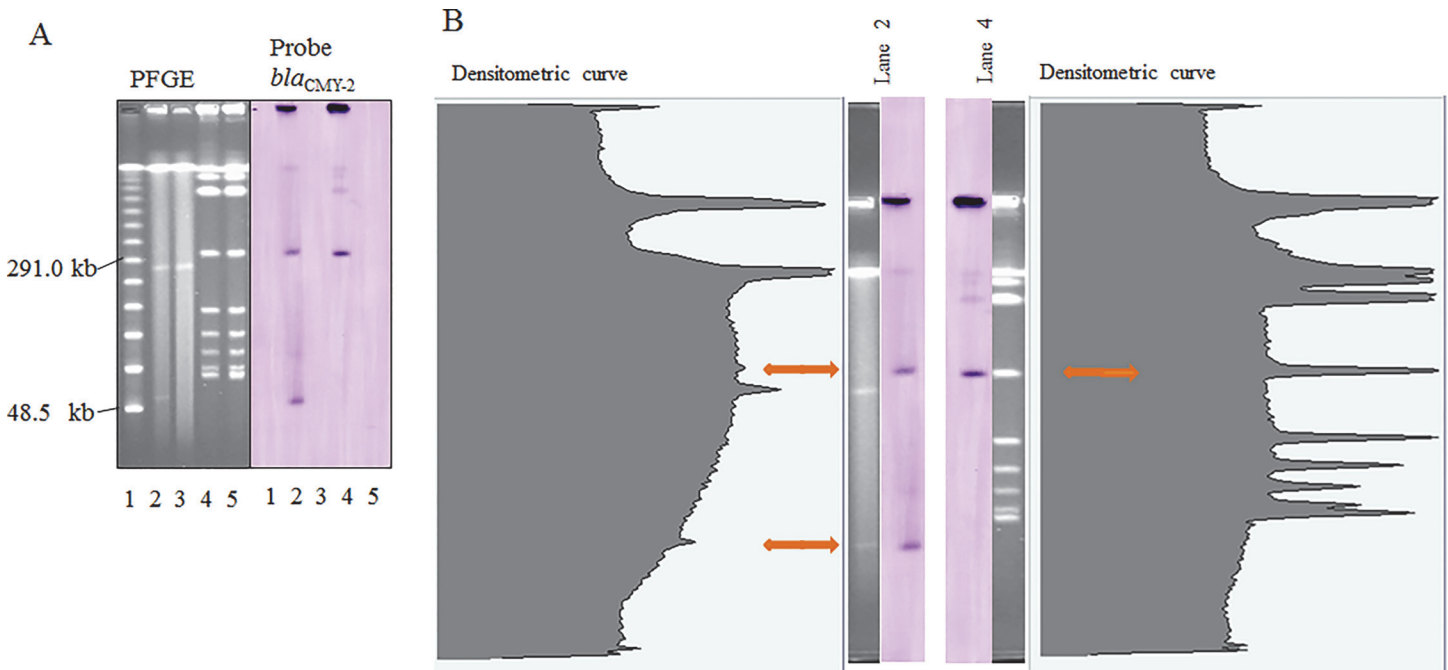 A
PFGE
Probe
blaCMY-2
291.0 kb
48.5 kb
1 2 3 4 5
1 2 3 4 5
B
Densitometric curve
Lane 2
Lane 4
Densitometric curve